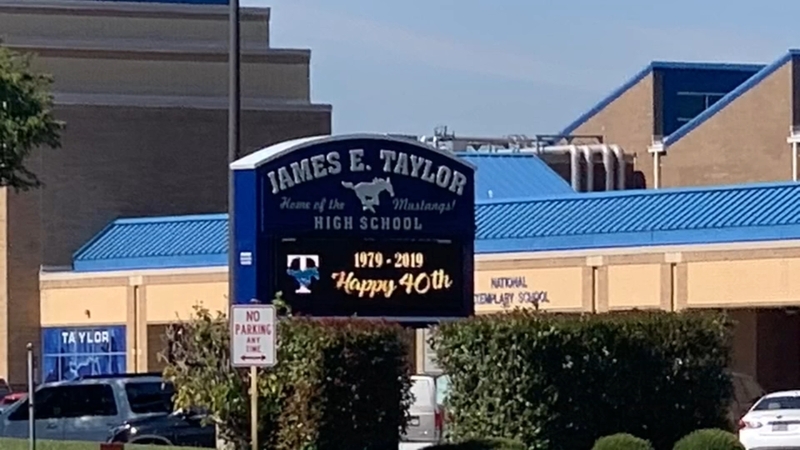 JAMES E. TAYLOR
Home of the Mustangs!
HIGH SCHOOL
T
1979 - 2019
Happy 40th
NATIONAL
SCHOOL
TAYLOR
NO
PARKING
ANY
TIME